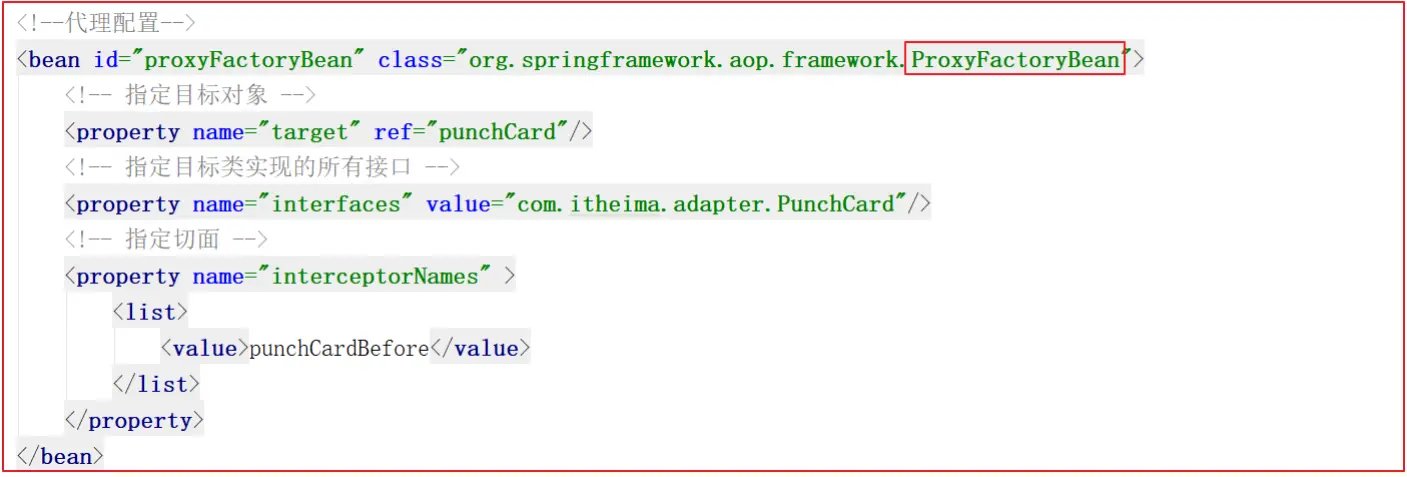 <!--代理配置-->
<bean id="proxyFactoryBean" class="org.springframework.aop.framework.ProxyFactoryBean">
<!-- 指定目标对象 -->
<property name="target" ref="punchCard"/>
<!-- 指定目标类实现的所有接口 -->
<property name="interfaces" value="com.itheima.adapter.PunchCard"/>
<!-- 指定切面 -->
<property name="interceptorNames" >
<list>
<value>punchCardBefore</value>
</list>
</property>
</bean>